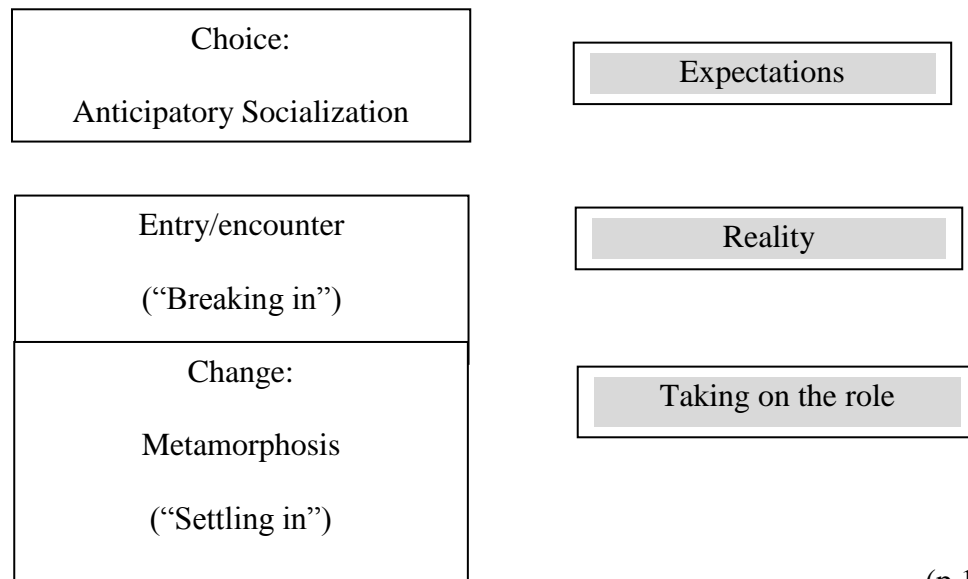 Choice:
Expectations
Anticipatory Socialization
Entry/encounter
Reality
(“Breaking in”)
Change:
Taking on the role
Metamorphosis
(“Settling in”)